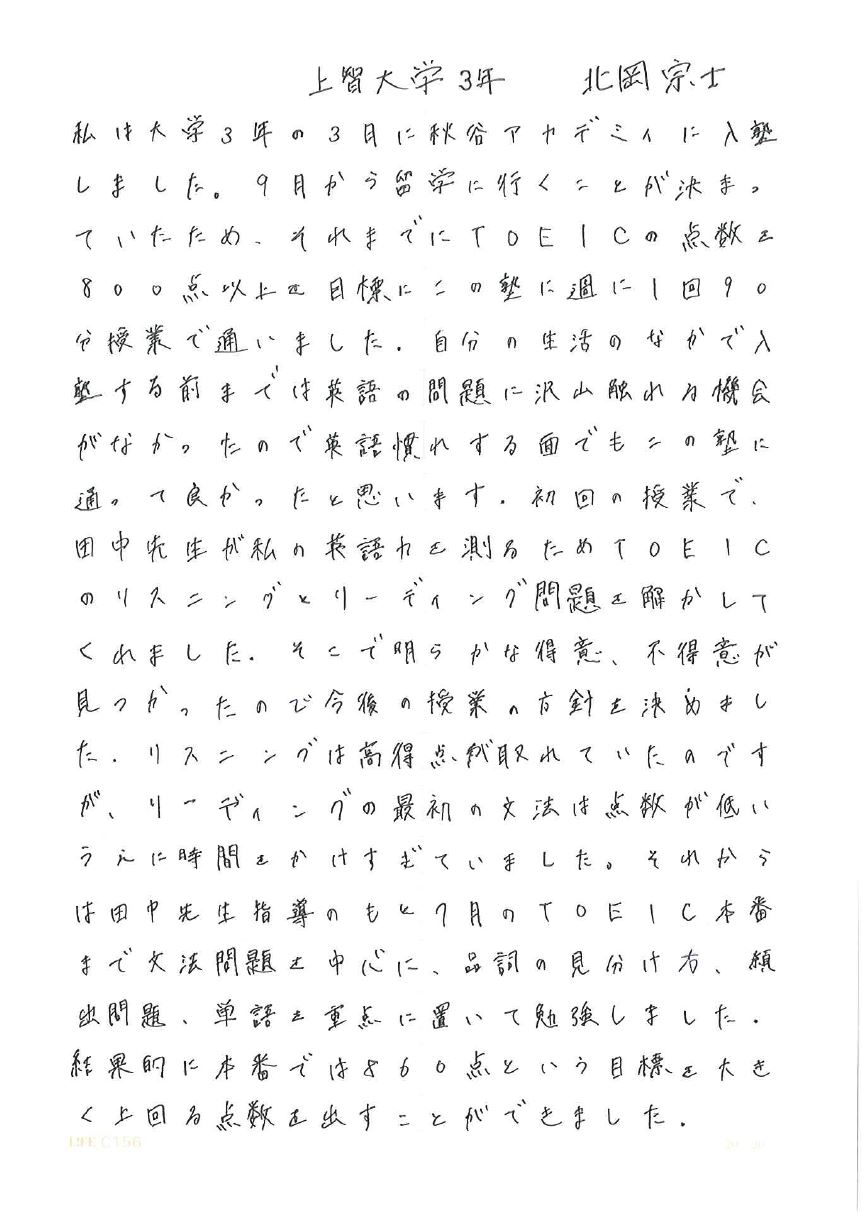 上智大学3年　北岡宗士
私は大学3年の3月に秋谷アカデミィに入塾
しました。9月から留学に行くことが決まっ
ていたため、それまでにTOEICの点数を
800点以上を目標にこの塾に週に1回90
分授業で通いました.自分の生活のなかで入
塾する前までは英語の問題に沢山触れる機会
がなかったので英語慣れする面でもこの塾に
通って良かったと思います.初回の授業で、
田中先生が私の英語力を測るためTOEIC
のリスニングとリーディング問題を解かして
くれました.そこで明らかな得意、不得意が
見つかったので今後の授業の方針を決めまし
た.リスニングは高得点が取れていたのです
が、リーディングの最初の文法は点数が低い
うえに時間をかけすぎていました。それから
は田中先生指導のもと7月のTOEIC本番
まで文法問題を中心に、品詞の見分け方、頻
出問題、単語を重点に置いて勉強しました.
結果的に本番では860点という目標を大き
く上回る点数を出すことができました.
LIFE C156
20×20